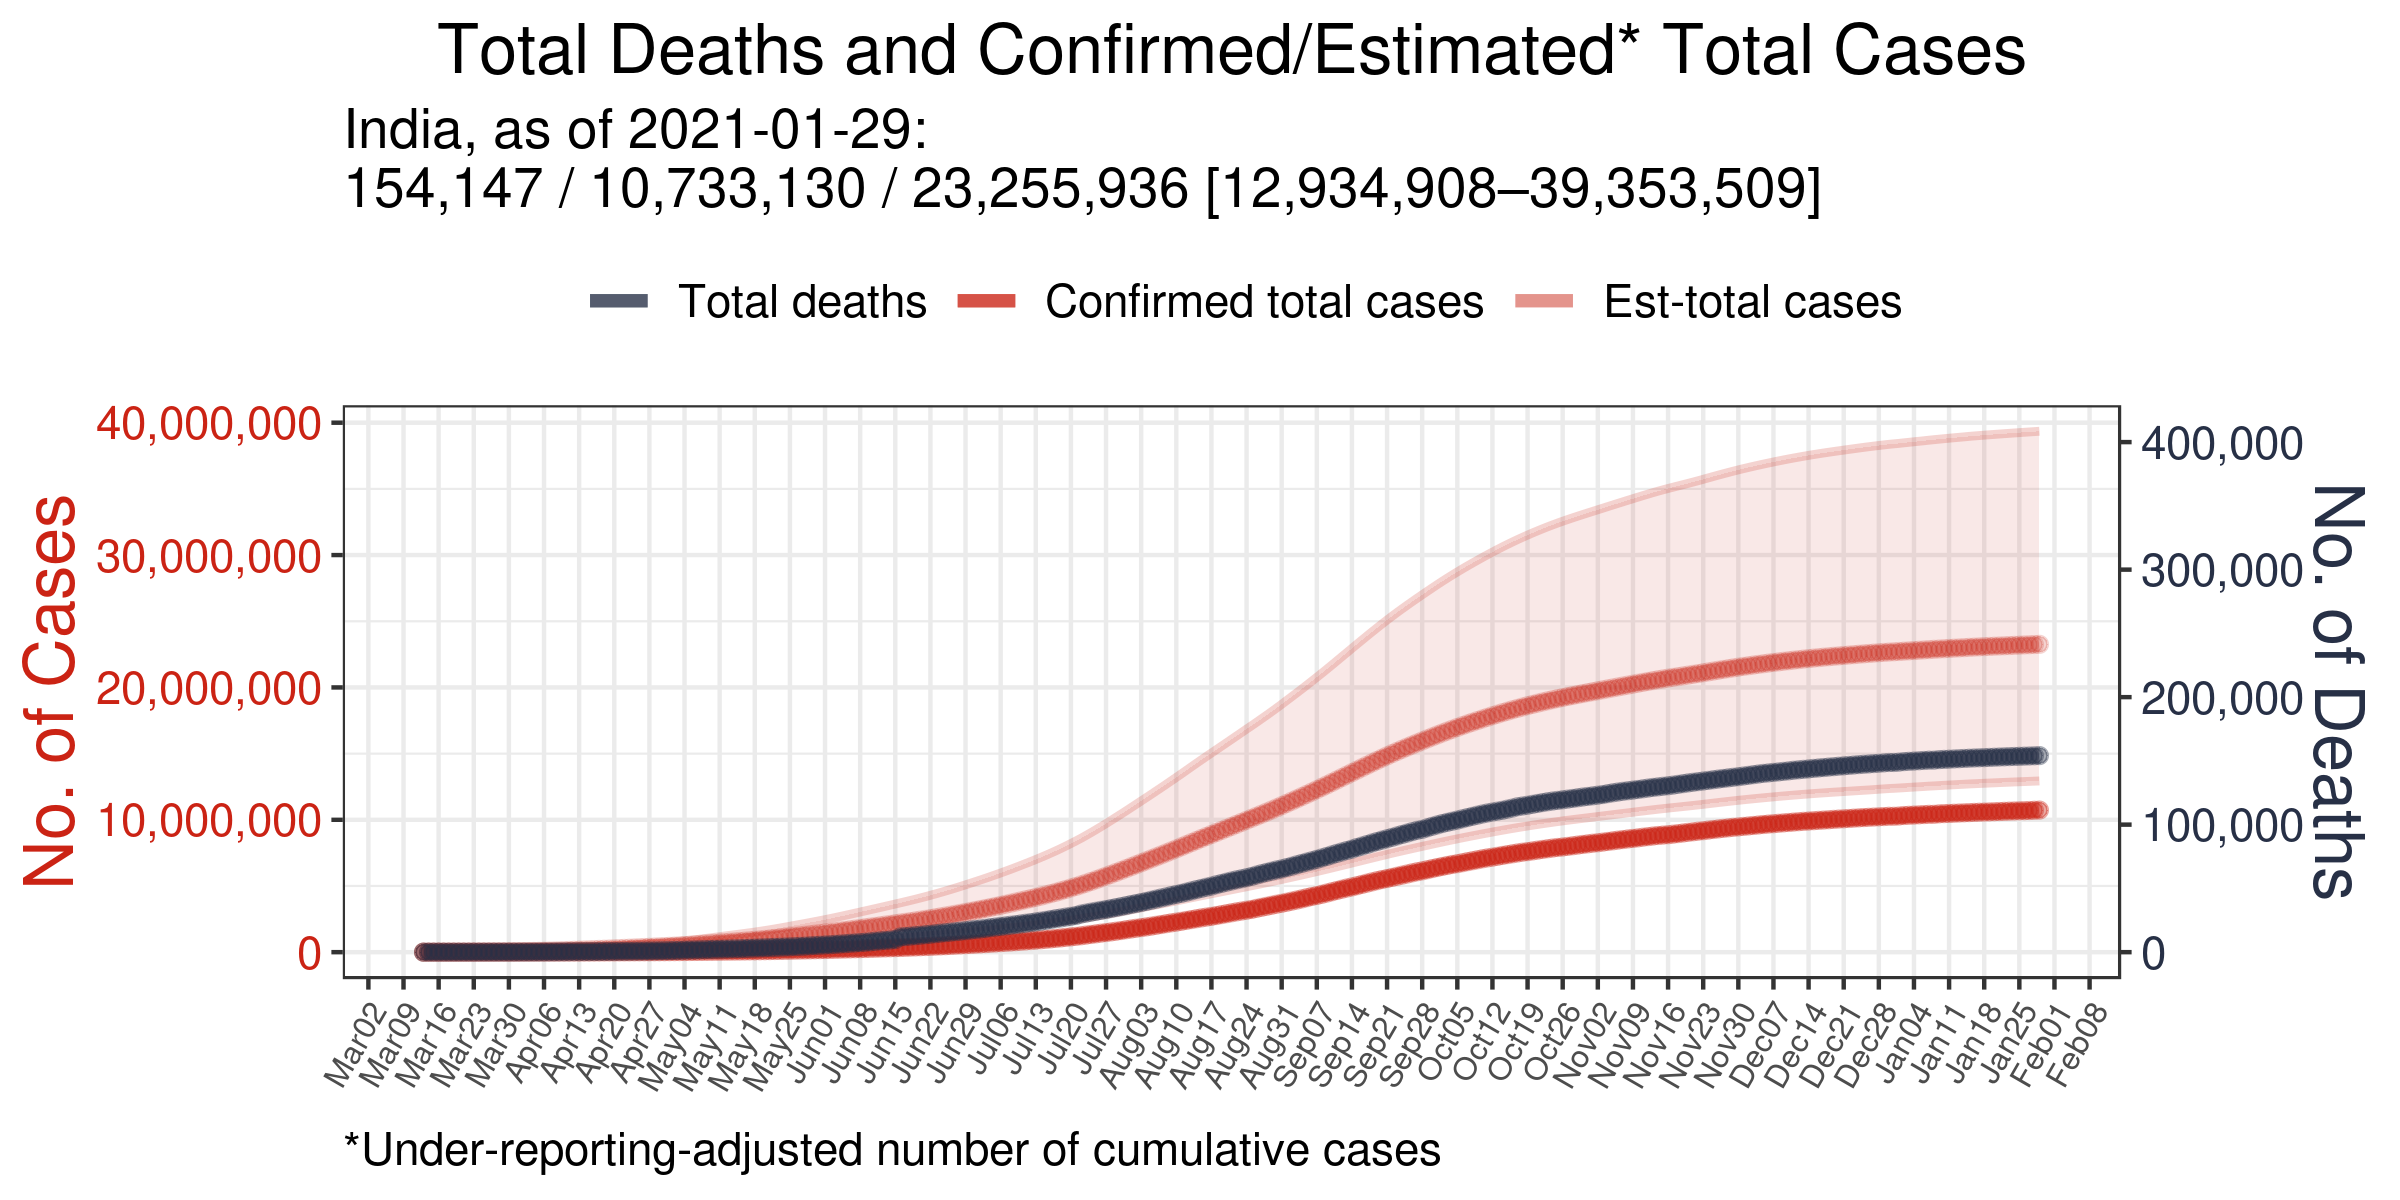 Total Deaths and Confirmed/Estimated* Total Cases
India, as of 2021-01-29:
154,147 / 10,733,130 / 23,255,936 [12,934,908–39,353,509]
Total deaths
Confirmed total cases
Est-total cases
No. of Cases
40,000,000
30,000,000
20,000,000
10,000,000
0
400,000
300,000
200,000
100,000
0
No. of Deaths
Mar02
Mar09
Mar16
Mar23
Mar30
Apr06
Apr13
Apr20
Apr27
May04
May11
May18
May25
Jun01
Jun08
Jun15
Jun22
Jun29
Jul06
Jul13
Jul20
Jul27
Aug03
Aug10
Aug17
Aug24
Aug31
Sep07
Sep14
Sep21
Sep28
Oct05
Oct12
Oct19
Oct26
Nov02
Nov09
Nov16
Nov23
Nov30
Dec07
Dec14
Dec21
Dec28
Jan04
Jan11
Jan18
Jan25
Feb01
Feb08
*Under-reporting-adjusted number of cumulative cases